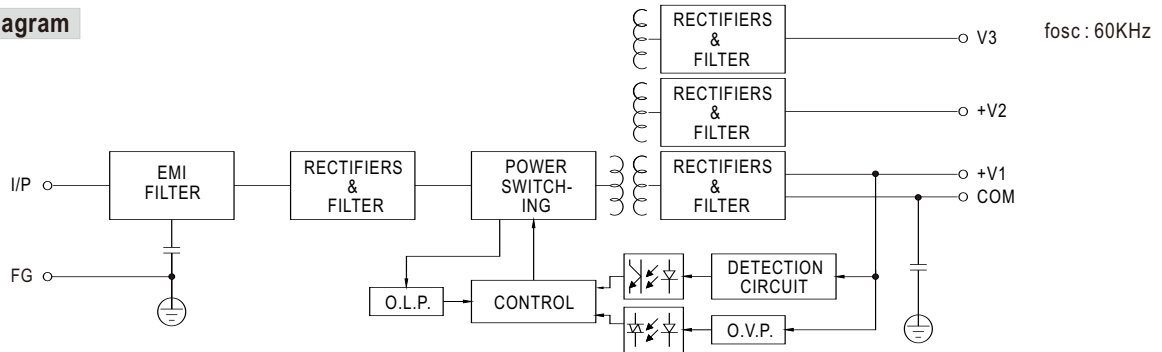 agram
RECTIFIERS
&
FILTER
V3
fosc : 60KHz
RECTIFIERS
&
FILTER
+V2
I/P
EMI
FILTER
RECTIFIERS
&
FILTER
POWER
SWITCH-
ING
RECTIFIERS
&
FILTER
+V1
COM
FG
O.L.P.
CONTROL
DETECTION
CIRCUIT
O.V.P.